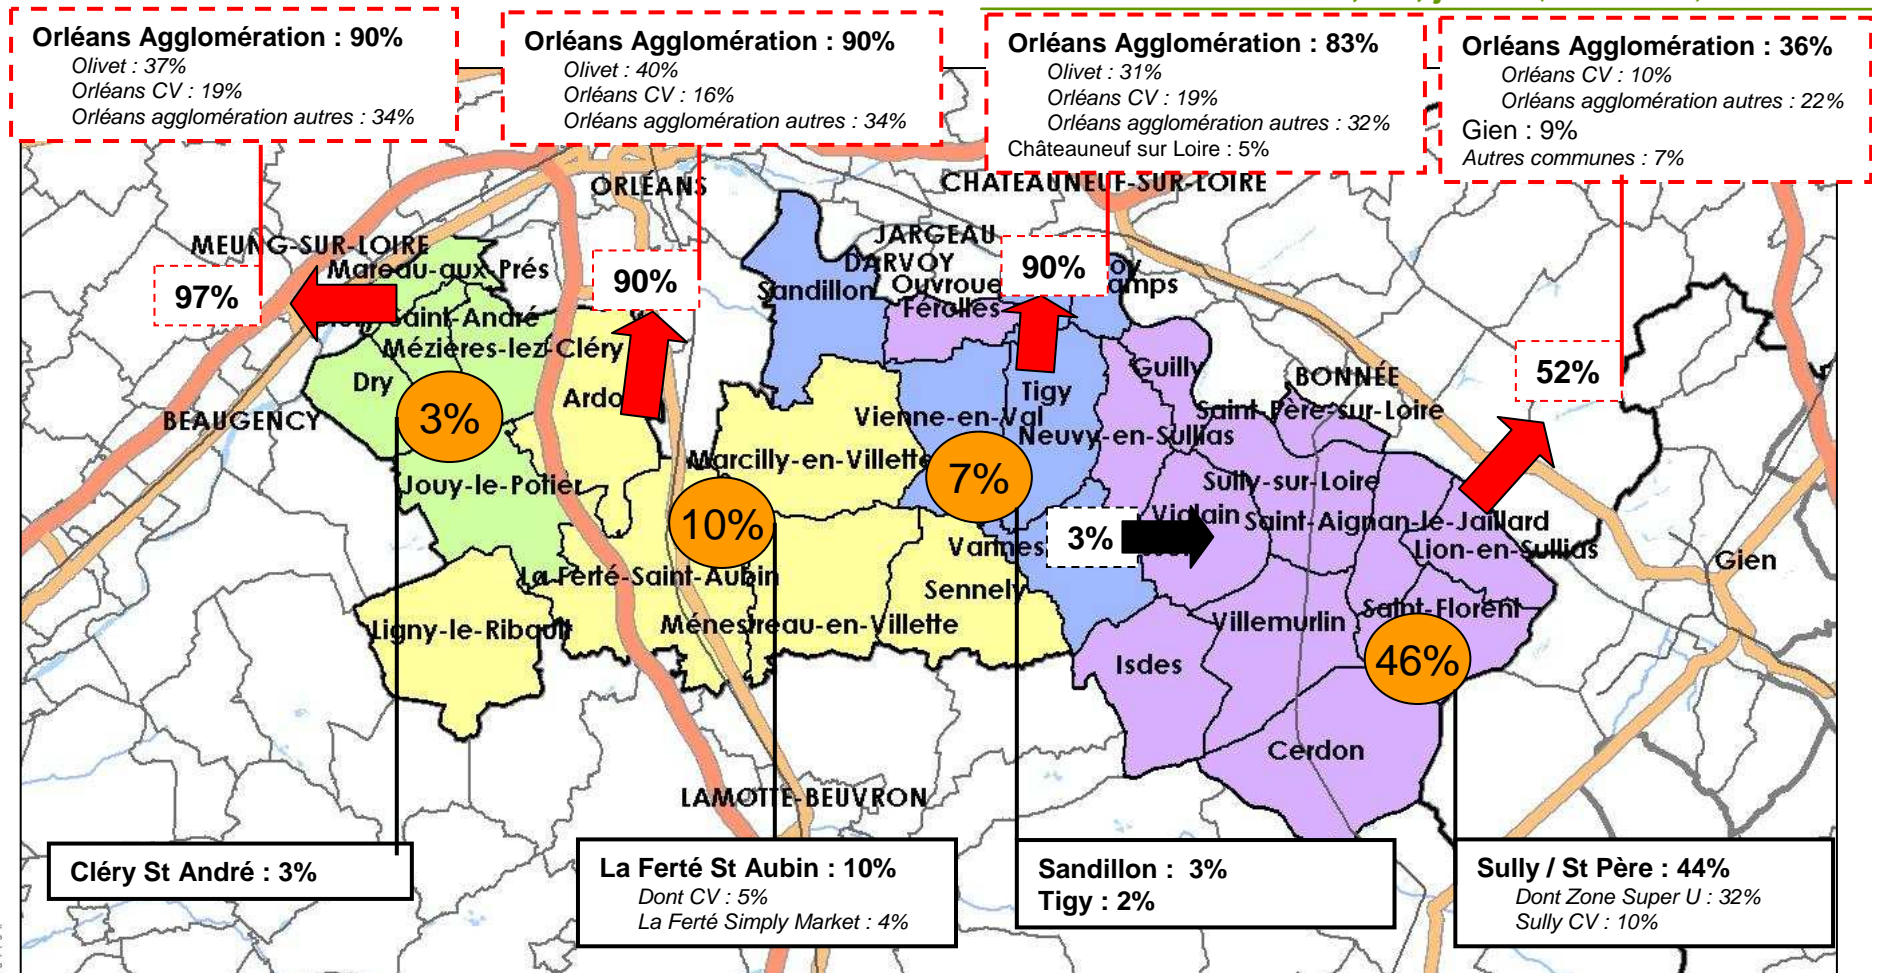 Orléans Agglomération : 90%
Olivet : 37%
Orléans CV : 19%
Orléans agglomération autres : 34%
Orléans Agglomération : 90%
Olivet : 40%
Orléans CV : 16%
Orléans agglomération autres : 34%
Orléans Agglomération : 83%
Olivet : 31%
Orléans CV : 19%
Orléans agglomération autres : 32%
Châteauneuf sur Loire : 5%
Orléans Agglomération : 36%
Orléans CV : 10%
Orléans agglomération autres : 22%
Gien : 9%
Autres communes : 7%
ORLÉANS
CHATEAUNEUF-SUR-LOIRE
MEUNG-SUR-LOIRE
JARGEAU
DARVOY
Mareau-aux-Prés
97%
90%
90%
Sandillon
Férolles
Saint-André
Mézières-lez-Cléry
Dry
Tigy
Guilly
BONNÉE
52%
BEAUGENCY
3%
Vienne-en-Val
Saint-Père-sur-Loire
Neuvy-en-Sullias
Marcilly-en-Villette
Jouy-le-Potier
7%
Sully-sur-Loire
10%
3%
Saint-Aignan-le-Jaillard
Lion-en-Sullias
Vannes
Gien
La-Ferté-Saint-Aubin
Sennely
Saint-Florent
Ligny-le-Ribault
Ménestreau-en-Villette
Villemurlin
Isdes
46%
Cerdon
LAMOTTE-BEUVRON
Cléry St André : 3%
La Ferté St Aubin : 10%
Dont CV : 5%
La Ferté Simply Market : 4%
Sandillon : 3%
Tigy : 2%
Sully / St Père : 44%
Dont Zone Super U : 32%
Sully CV : 10%